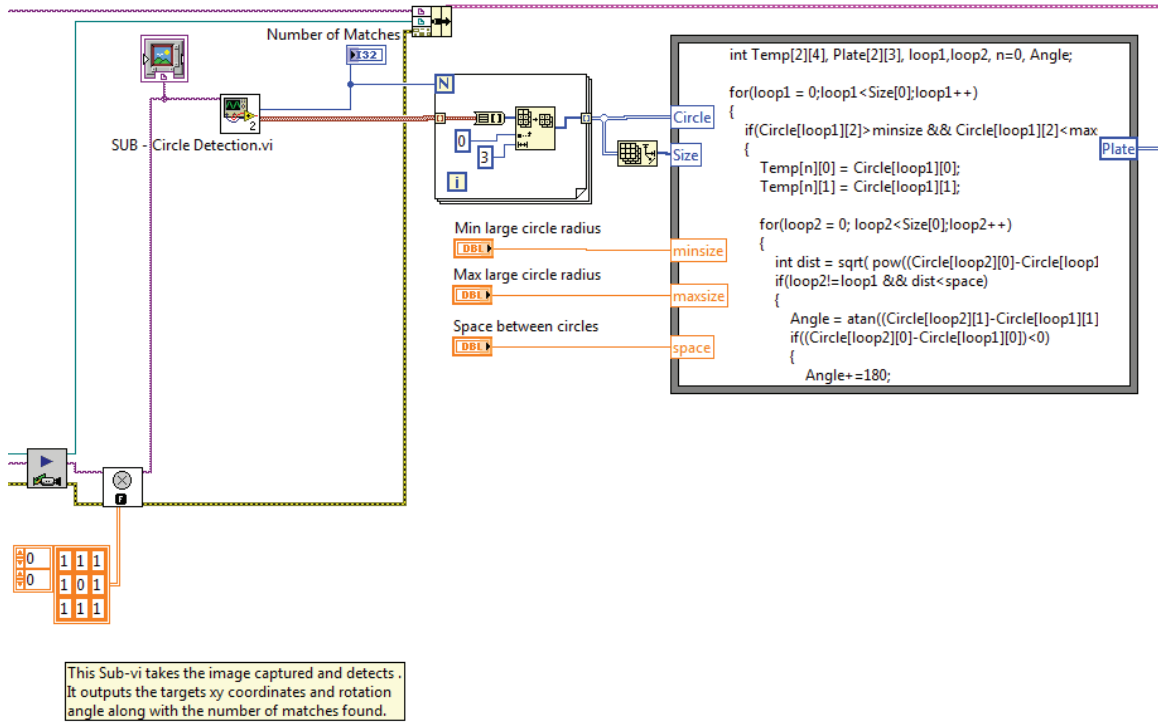 Number of Matches
I32
2
SUB - Circle Detection.vi
N
0
3
i
Circle
Size
Min large circle radius
DBL
minsize
Max large circle radius
DBL
maxsize
Space between circles
DBL
space
int Temp[2][4], Plate[2][3], loop1,loop2, n=0, Angle;
for(loop1 = 0;loop1<Size[0];loop1++)
{
if(Circle[loop1][2]>minsize && Circle[loop1][2]<max
{
Temp[n][0] = Circle[loop1][0];
Temp[n][1] = Circle[loop1][1];
for(loop2 = 0; loop2<Size[0];loop2++)
{
int dist = sqrt( pow((Circle[loop2][0]-Circle[loop1
if(loop2!=loop1 && dist<space)
{
Angle = atan((Circle[loop2][1]-Circle[loop1][1]
if((Circle[loop2][0]-Circle[loop1][0])<0)
{
Angle+=180;
Plate
F
0
0
1 1 1
1 0 1
1 1 1
This Sub-vi takes the image captured and detects .
It outputs the targets xy coordinates and rotation
angle along with the number of matches found.